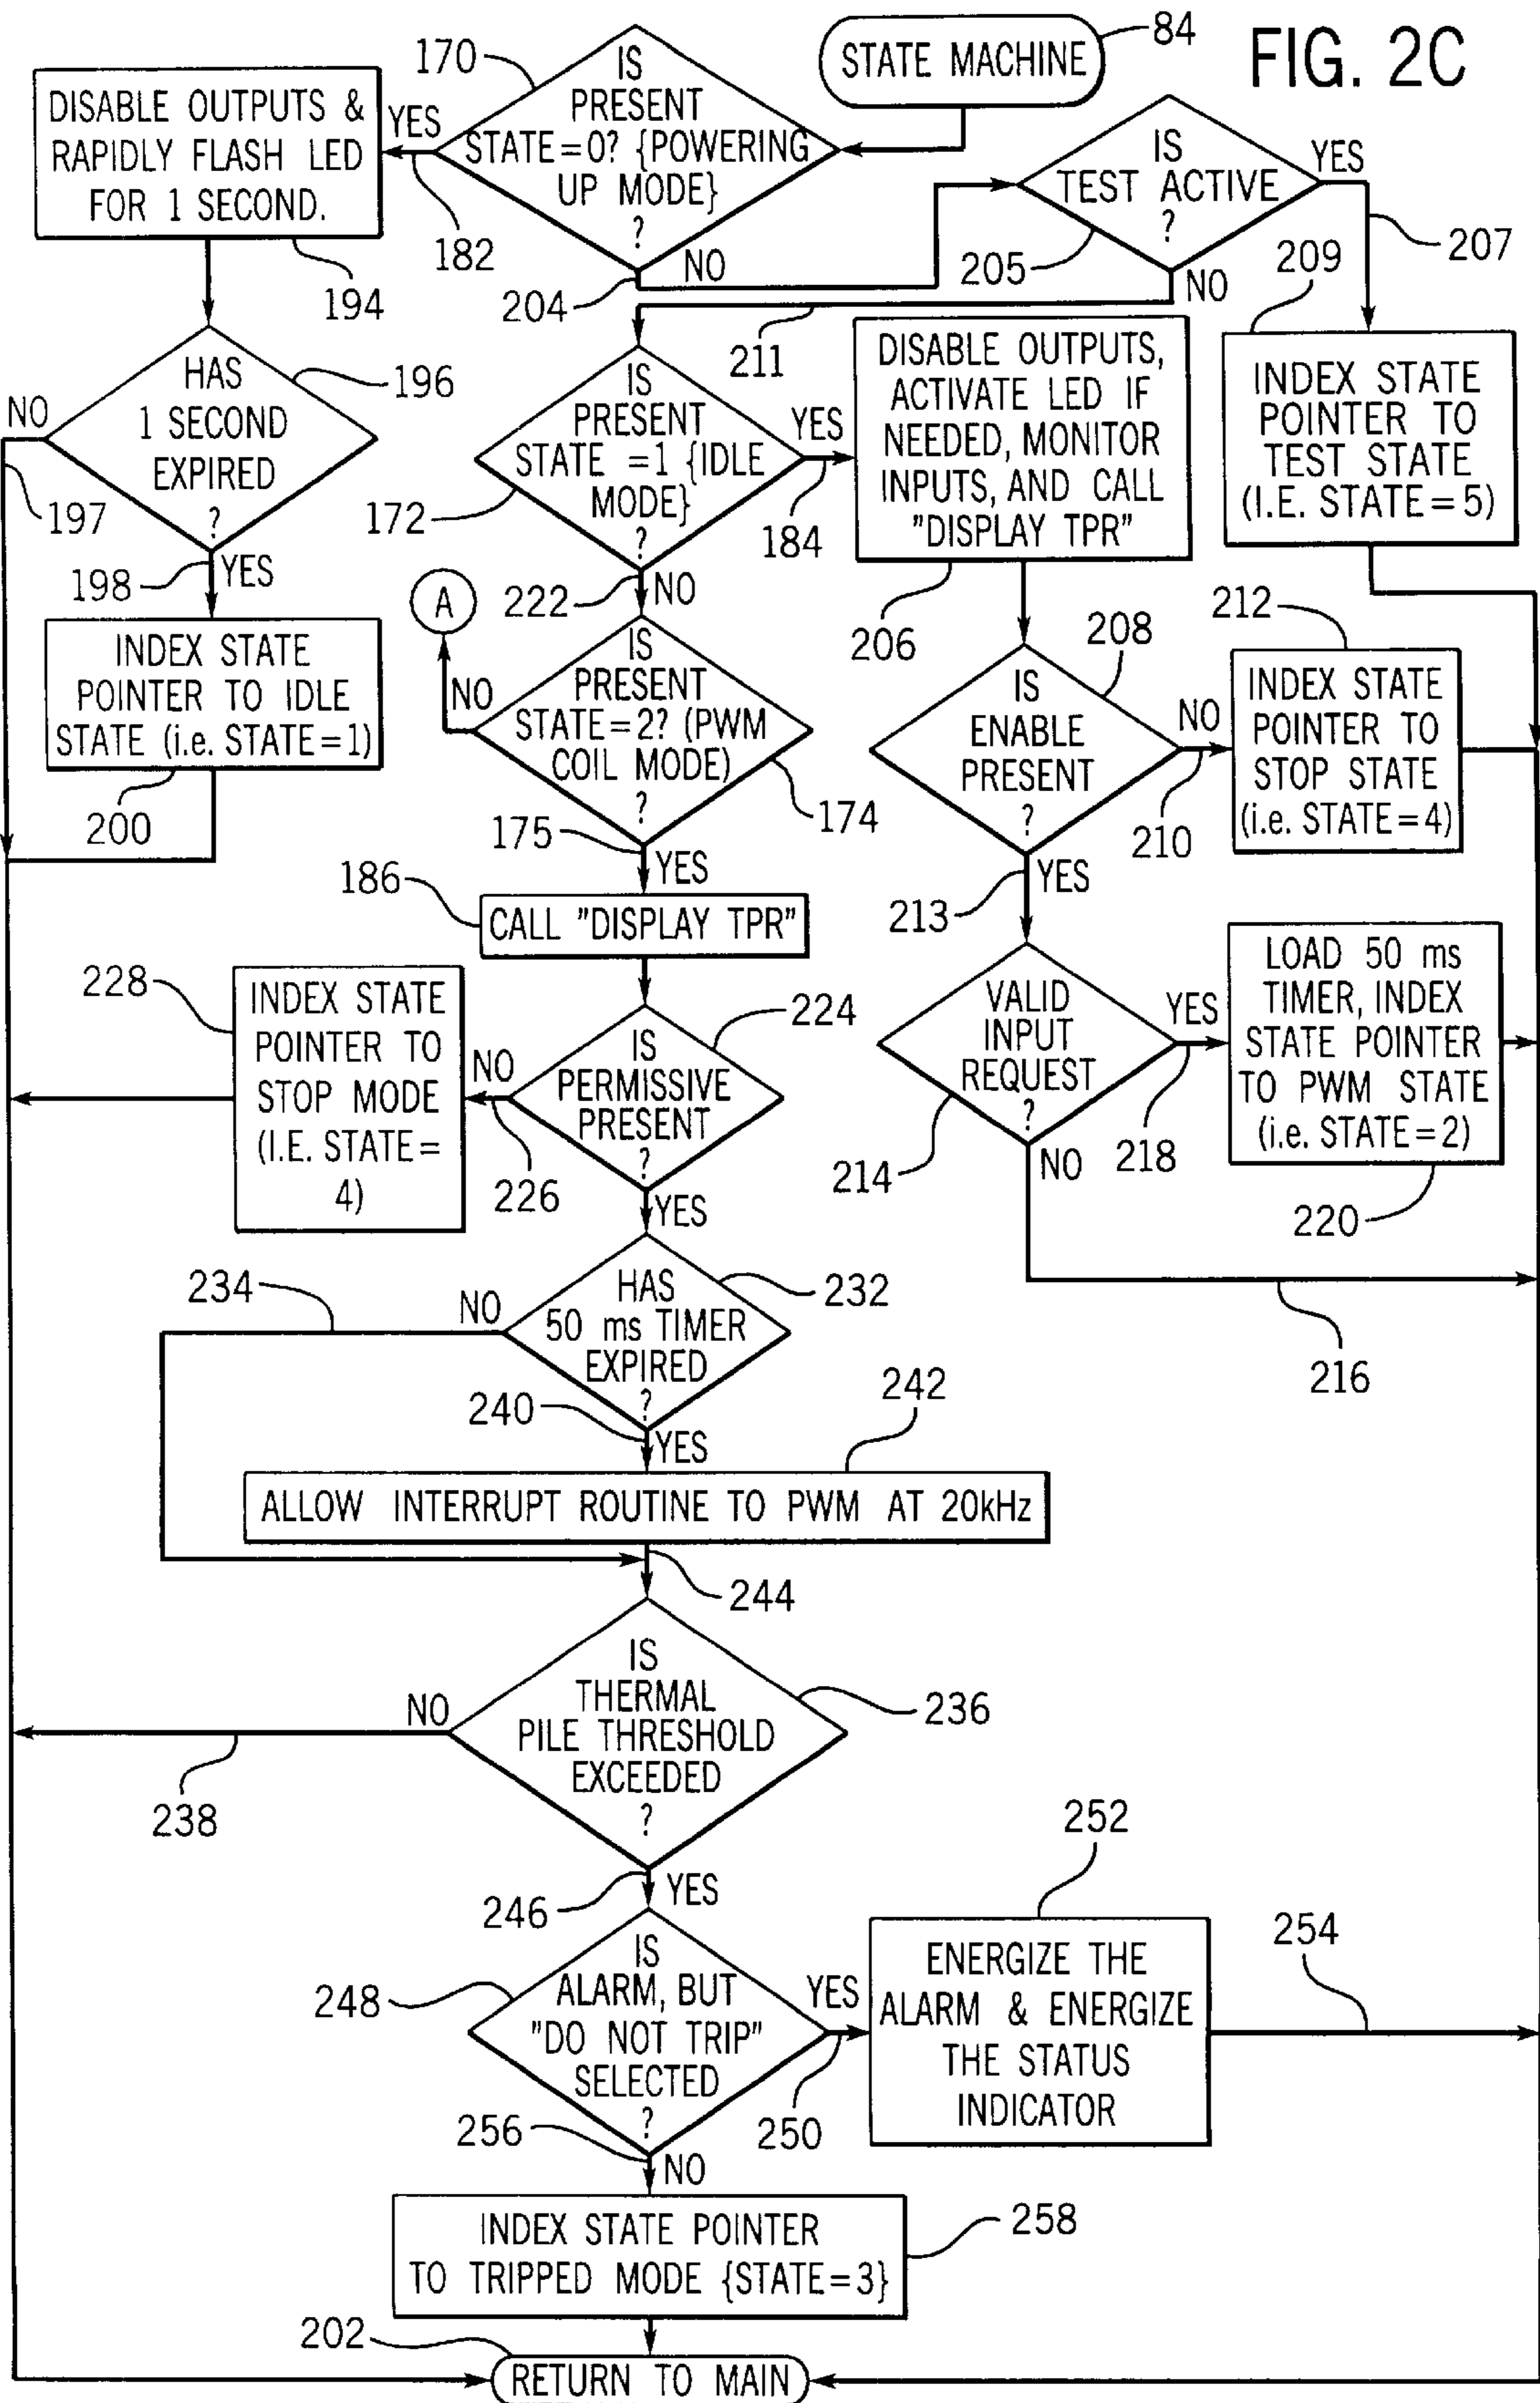 FIG. 2C
STATE MACHINE
84
170
IS
PRESENT
STATE=0? {POWERING
UP MODE}
?
YES
182
NO
204
DISABLE OUTPUTS &
RAPIDLY FLASH LED
FOR 1 SECOND.
194
IS
TEST ACTIVE
?
YES
205
207
NO
211
209
INDEX STATE
POINTER TO
TEST STATE
(I.E. STATE=5)
HAS
1 SECOND
EXPIRED
?
196
NO
197
198
YES
INDEX STATE
POINTER TO IDLE
STATE (i.e. STATE=1)
200
IS
PRESENT
STATE =1 {IDLE
MODE}
?
172
YES
184
222
NO
DISABLE OUTPUTS,
ACTIVATE LED IF
NEEDED, MONITOR
INPUTS, AND CALL
"DISPLAY TPR"
206
A
NO
IS
PRESENT
STATE=2? (PWM
COIL MODE)
?
174
175
YES
208
IS
ENABLE
PRESENT
?
NO
210
212
INDEX STATE
POINTER TO
STOP STATE
(i.e. STATE=4)
213
YES
186
CALL "DISPLAY TPR"
VALID
INPUT
REQUEST
?
214
YES
218
NO
216
LOAD 50 ms
TIMER, INDEX
STATE POINTER
TO PWM STATE
(i.e. STATE=2)
220
228
INDEX STATE
POINTER TO
STOP MODE
(I.E. STATE=
4)
IS
PERMISSIVE
PRESENT
?
224
NO
226
YES
HAS
50 ms TIMER
EXPIRED
?
232
234
NO
240
YES
242
ALLOW INTERRUPT ROUTINE TO PWM AT 20kHz
244
IS
THERMAL
PILE THRESHOLD
EXCEEDED
?
236
NO
238
246
YES
IS
ALARM, BUT
"DO NOT TRIP"
SELECTED
?
248
YES
250
252
ENERGIZE THE
ALARM & ENERGIZE
THE STATUS
INDICATOR
254
256
NO
INDEX STATE POINTER
TO TRIPPED MODE {STATE=3}
258
202
RETURN TO MAIN